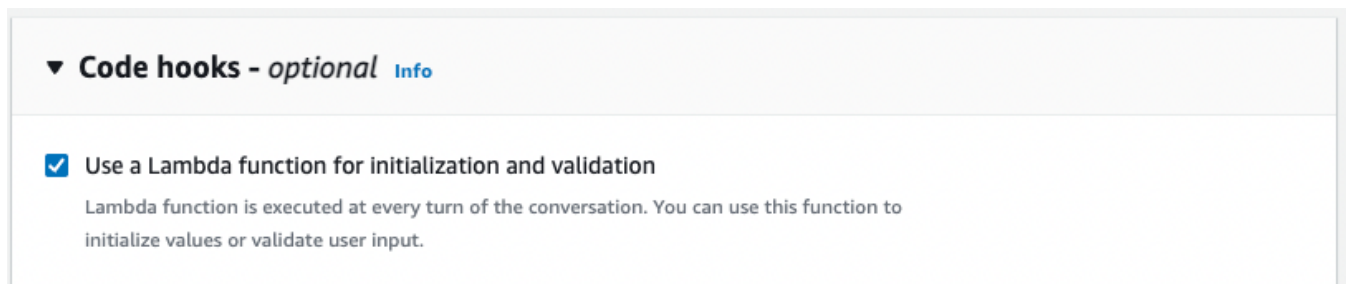 Code hooks - optional Info
Use a Lambda function for initialization and validation
Lambda function is executed at every turn of the conversation. You can use this function to
initialize values or validate user input.